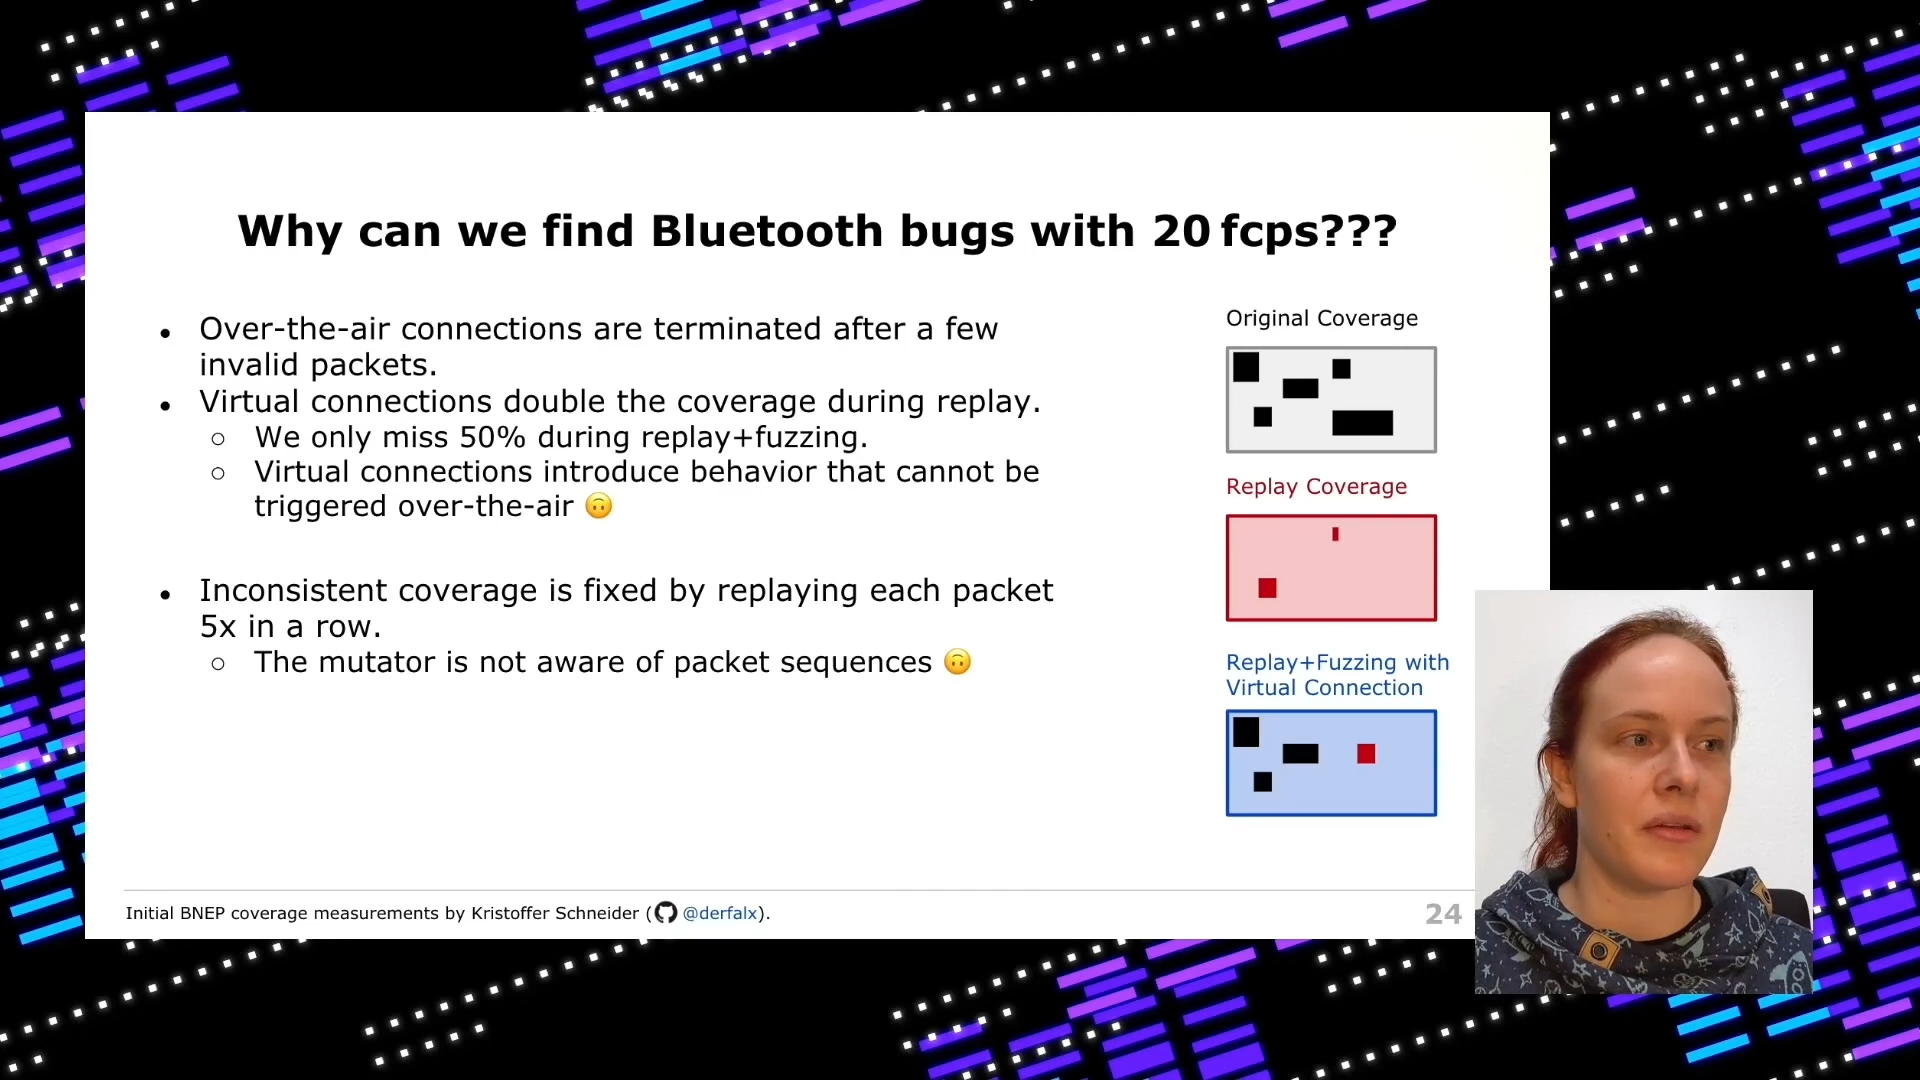 Why can we find Bluetooth bugs with 20 fcps???
● Over-the-air connections are terminated after a few
invalid packets.
● Virtual connections double the coverage during replay.
○ We only miss 50% during replay+fuzzing.
○ Virtual connections introduce behavior that cannot be
triggered over-the-air 🙃
● Inconsistent coverage is fixed by replaying each packet
5x in a row.
○ The mutator is not aware of packet sequences 🙃
Original Coverage
Replay Coverage
Replay+Fuzzing with
Virtual Connection
Initial BNEP coverage measurements by Kristoffer Schneider ( @derfalx).
24